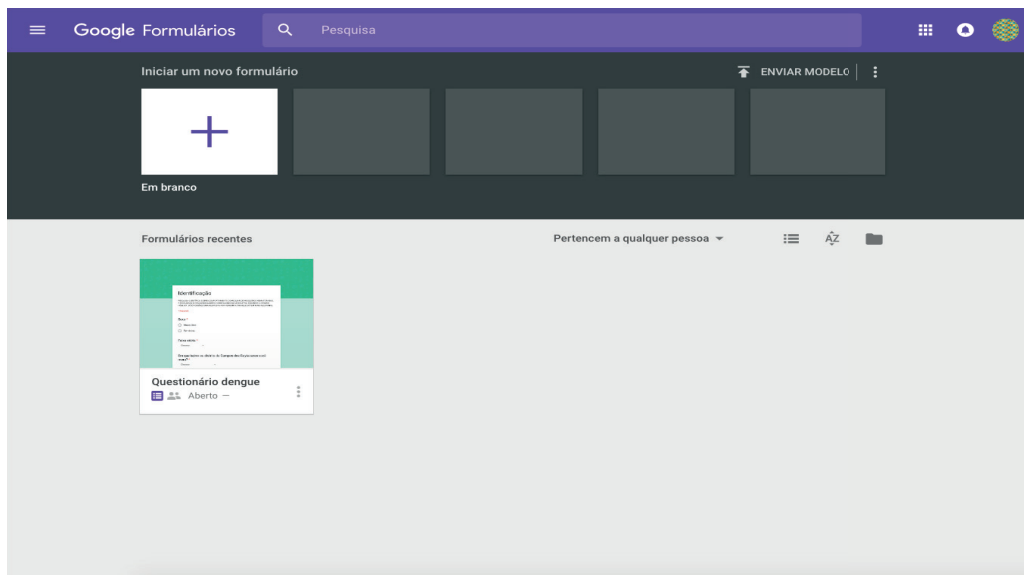 Google Formulários
Pesquisa
Iniciar um novo formulário
ENVIAR MODELO
Em branco
Formulários recentes
Pertencem a qualquer pessoa
AZ
Identificação
Questionário dengue
Aberto –